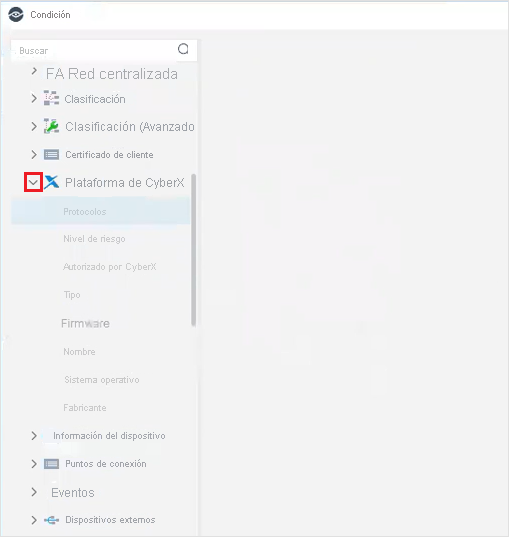 Condición
Buscar
FA Red centralizada
Clasificación
Clasificación (Avanzado
Certificado de cliente
Plataforma de CyberX
Protocolos
Nivel de riesgo
Autorizado por CyberX
Tipo
Firmware
Nombre
Sistema operativo
Fabricante
Información del dispositivo
Puntos de conexión
Eventos
Dispositivos externos